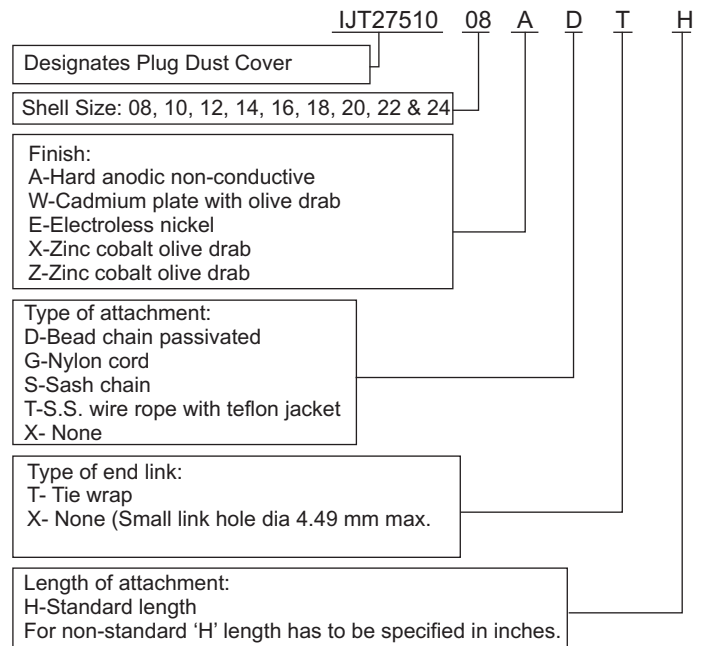 IJT27510 08 A D T H
Designates Plug Dust Cover
Shell Size: 08, 10, 12, 14, 16, 18, 20, 22 & 24
Finish:
A-Hard anodic non-conductive
W-Cadmium plate with olive drab
E-Electroless nickel
X-Zinc cobalt olive drab
Z-Zinc cobalt olive drab
Type of attachment:
D-Bead chain passivated
G-Nylon cord
S-Sash chain
T-S.S. wire rope with teflon jacket
X- None
Type of end link:
T- Tie wrap
X- None (Small link hole dia 4.49 mm max.
Length of attachment:
H-Standard length
For non-standard ‘H’ length has to be specified in inches.